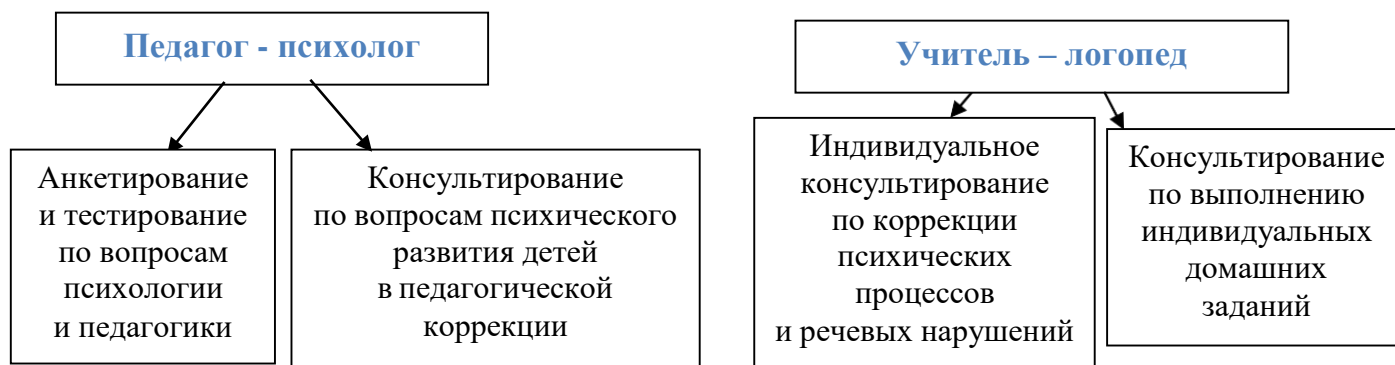 Педагог - психолог
Анкетирование
и тестирование
по вопросам
психологии
и педагогики
Консультирование
по вопросам психического
развития детей
в педагогической
коррекции
Учитель – логопед
Индивидуальное
консультирование
по коррекции
психических
процессов
и речевых нарушений
Консультирование
по выполнению
индивидуальных
домашних
заданий